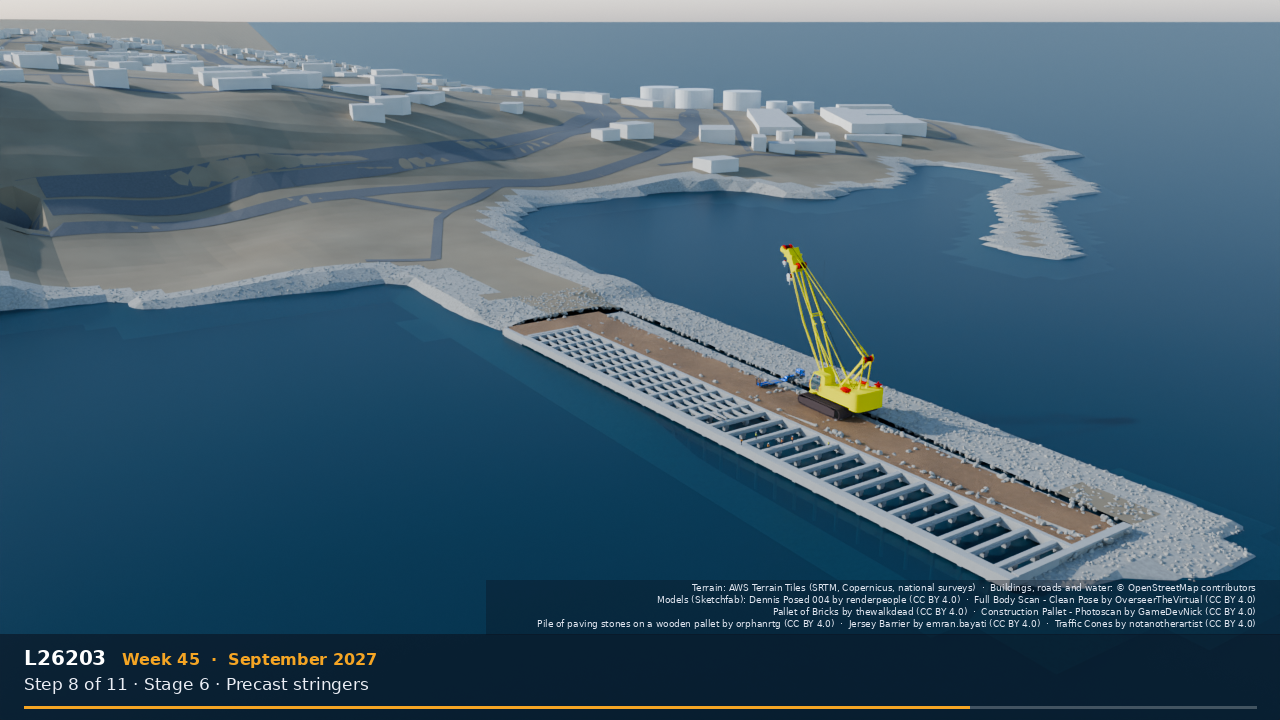 Terrain: AWS Terrain Tiles (SRTM, Copernicus, national surveys)  ·  Buildings, roads and water: © OpenStreetMap contributors
Models (Sketchfab): Dennis Posed 004 by renderpeople (CC BY 4.0)  ·  Full Body Scan - Clean Pose by OverseerTheVirtual (CC BY 4.0)
Pallet of Bricks by thewalkdead (CC BY 4.0)  ·  Construction Pallet - Photoscan by GameDevNick (CC BY 4.0)
Pile of paving stones on a wooden pallet by orphanrtg (CC BY 4.0)  ·  Jersey Barrier by emran.bayati (CC BY 4.0)  ·  Traffic Cones by notanotherartist (CC BY 4.0)
L26203 Week 45 · September 2027
Step 8 of 11 · Stage 6 · Precast stringers